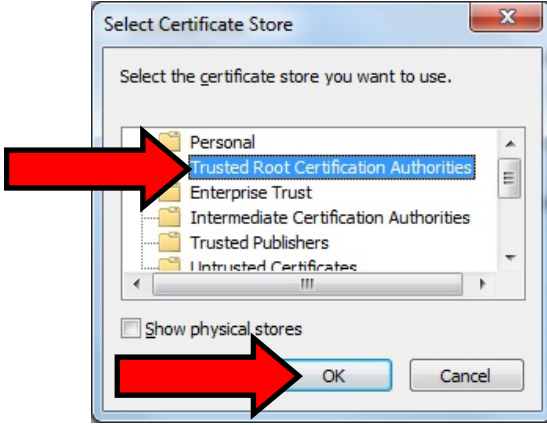 Select Certificate Store
x
Select the certificate store you want to use.
Personal
Trusted Root Certification Authorities
Enterprise Trust
Intermediate Certification Authorities
Trusted Publishers
Untrusted Certificates
Show physical stores
OK
Cancel